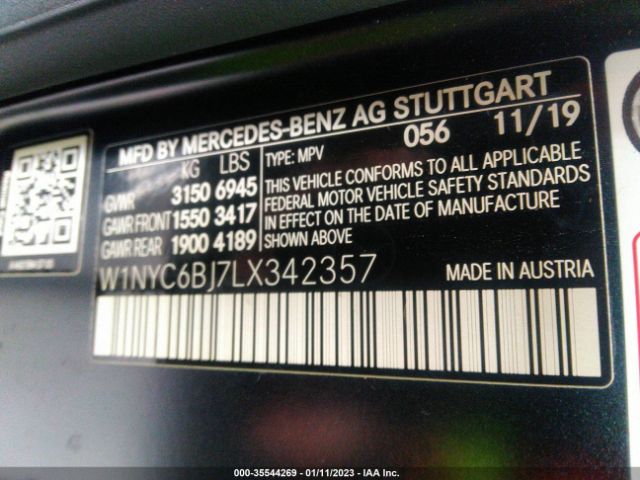 MFD BY MERCEDES-BENZ AG STUTTGART
KG LBS TYPE: MPV 056 11/19
GVWR 3150 6945
GAWR FRONT 1550 3417
GAWR REAR 1900 4189
THIS VEHICLE CONFORMS TO ALL APPLICABLE
FEDERAL MOTOR VEHICLE SAFETY STANDARDS
IN EFFECT ON THE DATE OF MANUFACTURE
SHOWN ABOVE
W1NYC6BJ7LX342357 MADE IN AUSTRIA
000-35544269 - 01/11/2023 - IAA Inc.